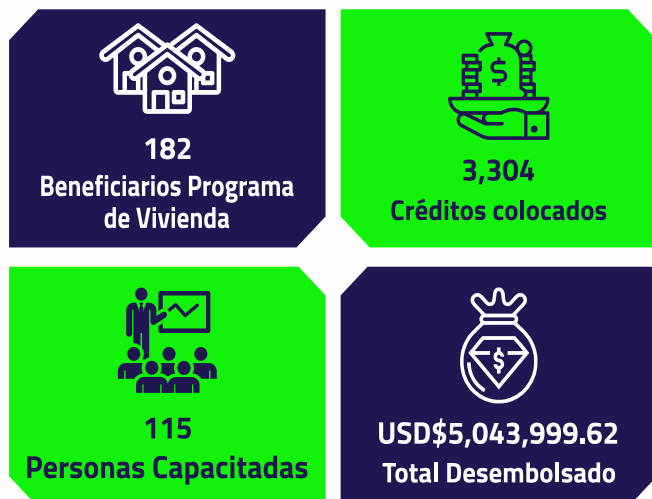 182
Beneficiarios Programa
de Vivienda
$
3,304
Créditos colocados
115
Personas Capacitadas
$
USD$5,043,999.62
Total Desembolsado